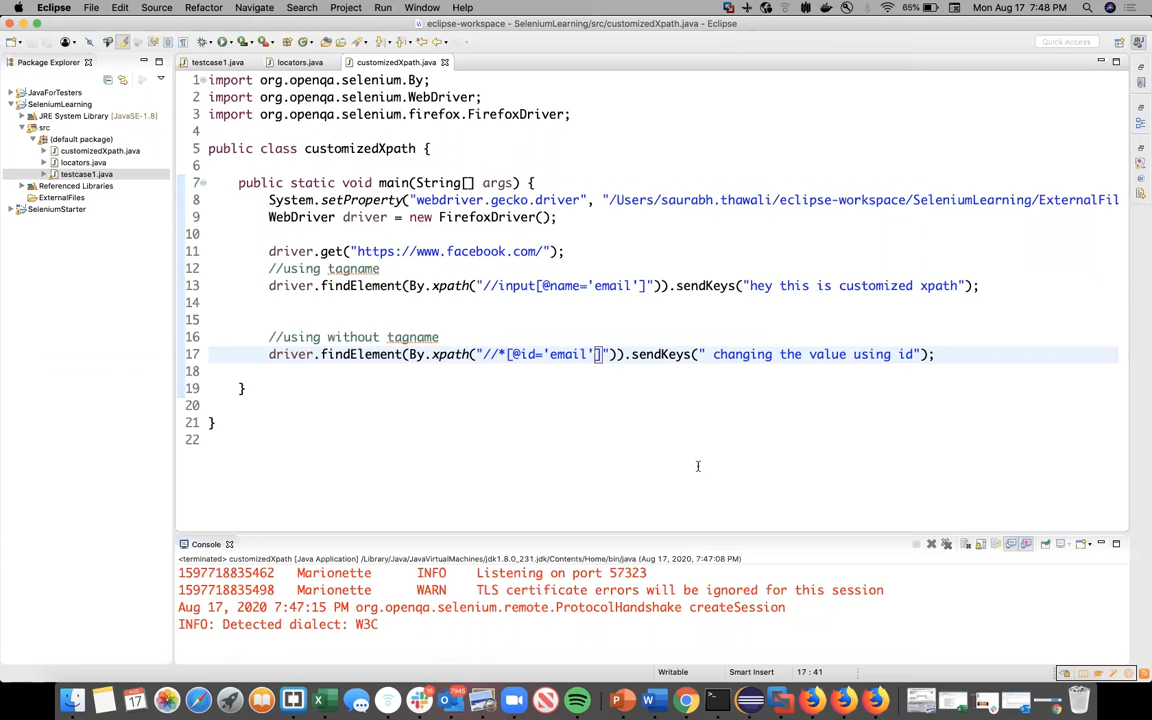 Eclipse File Edit Source Refactor Navigate Search Project Run Window Help 65% Mon Aug 17 7:48 PM
eclipse-workspace - SeleniumLearning/src/customizedXpath.java - Eclipse
Quick Access
Package Explorer
testcase1.java locators.java customizedXpath.java
JavaForTesters
SeleniumLearning
JRE System Library [JavaSE-1.8]
src
(default package)
customizedXpath.java
locators.java
testcase1.java
Referenced Libraries
ExternalFiles
SeleniumStarter
1 import org.openqa.selenium.By;
2 import org.openqa.selenium.WebDriver;
3 import org.openqa.selenium.firefox.FirefoxDriver;
4
5 public class customizedXpath {
6
7 public static void main(String[] args) {
8 System.setProperty("webdriver.gecko.driver", "/Users/saurabh.thawali/eclipse-workspace/SeleniumLearning/ExternalFil
9 WebDriver driver = new FirefoxDriver();
10
11 driver.get("https://www.facebook.com/");
12 //using tagname
13 driver.findElement(By.xpath("//input[@name='email']")).sendKeys("hey this is customized xpath");
14
15
16 //using without tagname
17 driver.findElement(By.xpath("//*[@id='email']")).sendKeys(" changing the value using id");
18
19 }
20
21 }
22
Console
<terminated> customizedXpath [Java Application] /Library/Java/JavaVirtualMachines/jdk1.8.0_231.jdk/Contents/Home/bin/java (Aug 17, 2020, 7:47:08 PM)
1597718835462 Marionette INFO Listening on port 57323
1597718835498 Marionette WARN TLS certificate errors will be ignored for this session
Aug 17, 2020 7:47:15 PM org.openqa.selenium.remote.ProtocolHandshake createSession
INFO: Detected dialect: W3C
Writable Smart Insert 17 : 41